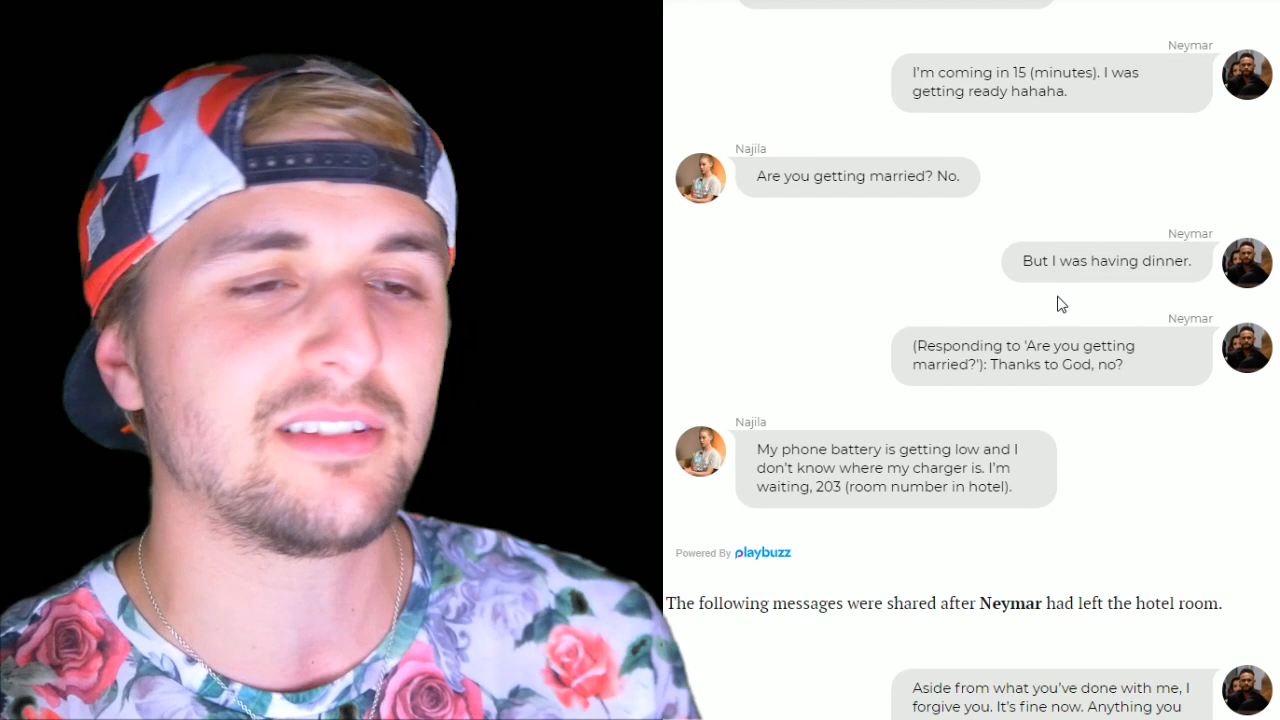 Neymar
I'm coming in 15 (minutes). I was
getting ready hahaha.
Najila
Are you getting married? No.
Neymar
But I was having dinner.
Neymar
(Responding to 'Are you getting
married?'): Thanks to God, no?
Najila
My phone battery is getting low and I
don't know where my charger is. I'm
waiting, 203 (room number in hotel).
Powered By playbuzz
The following messages were shared after Neymar had left the hotel room.
Aside from what you've done with me, I
forgive you. It's fine now. Anything you